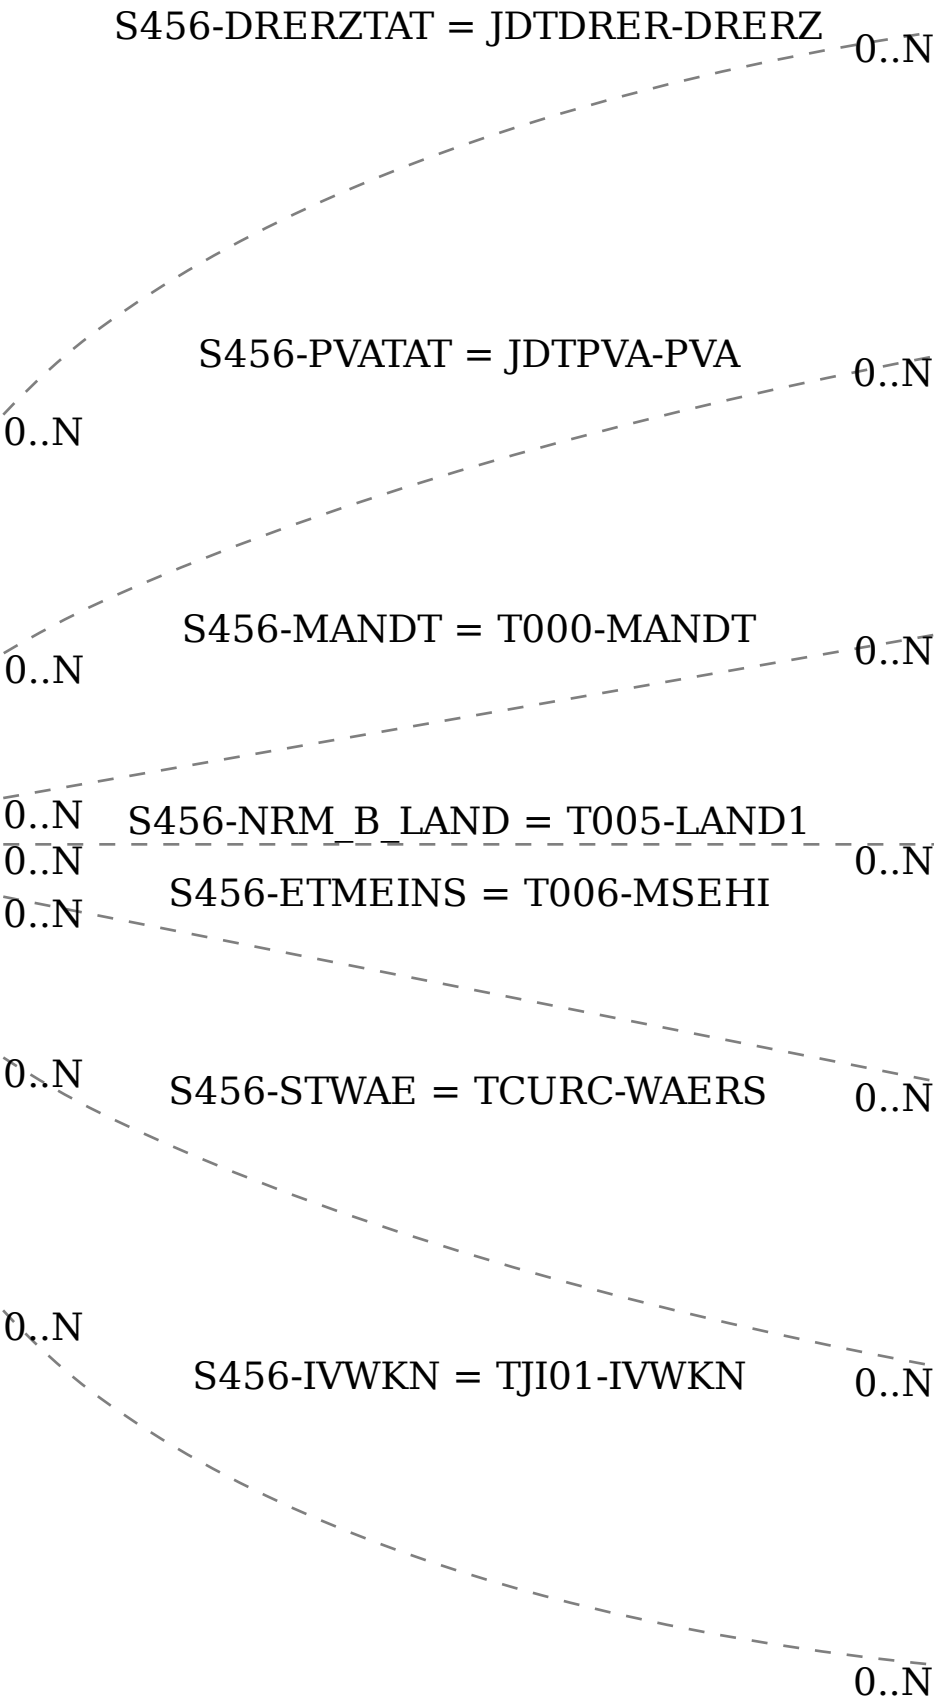 S456-DRERZTAT = JDTDRER-DRERZ
0..N
S456-PVATAT = JDTPVA-PVA
0..N
0..N
S456-MANDT = T000-MANDT
0..N
0..N
0..N
S456-NRM_B_LAND = T005-LAND1
0..N
0..N
S456-ETMEINS = T006-MSEHI
0..N
0..N
S456-STWAE = TCURC-WAERS
0..N
0..N
S456-IVWKN = TJI01-IVWKN
0..N
0..N